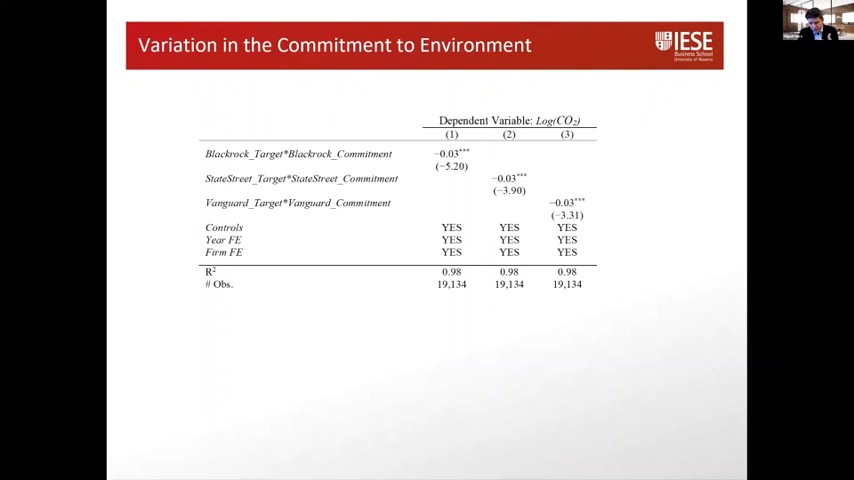 Variation in the Commitment to Environment
IESE
Business School
University of Navarra
Dependent Variable: Log(CO2)
(1) (2) (3)
Blackrock_Target*Blackrock_Commitment −0.03***
(−5.20)
StateStreet_Target*StateStreet_Commitment −0.03***
(−3.90)
Vanguard_Target*Vanguard_Commitment −0.03***
(−3.31)
Controls YES YES YES
Year FE YES YES YES
Firm FE YES YES YES
R2 0.98 0.98 0.98
# Obs. 19,134 19,134 19,134